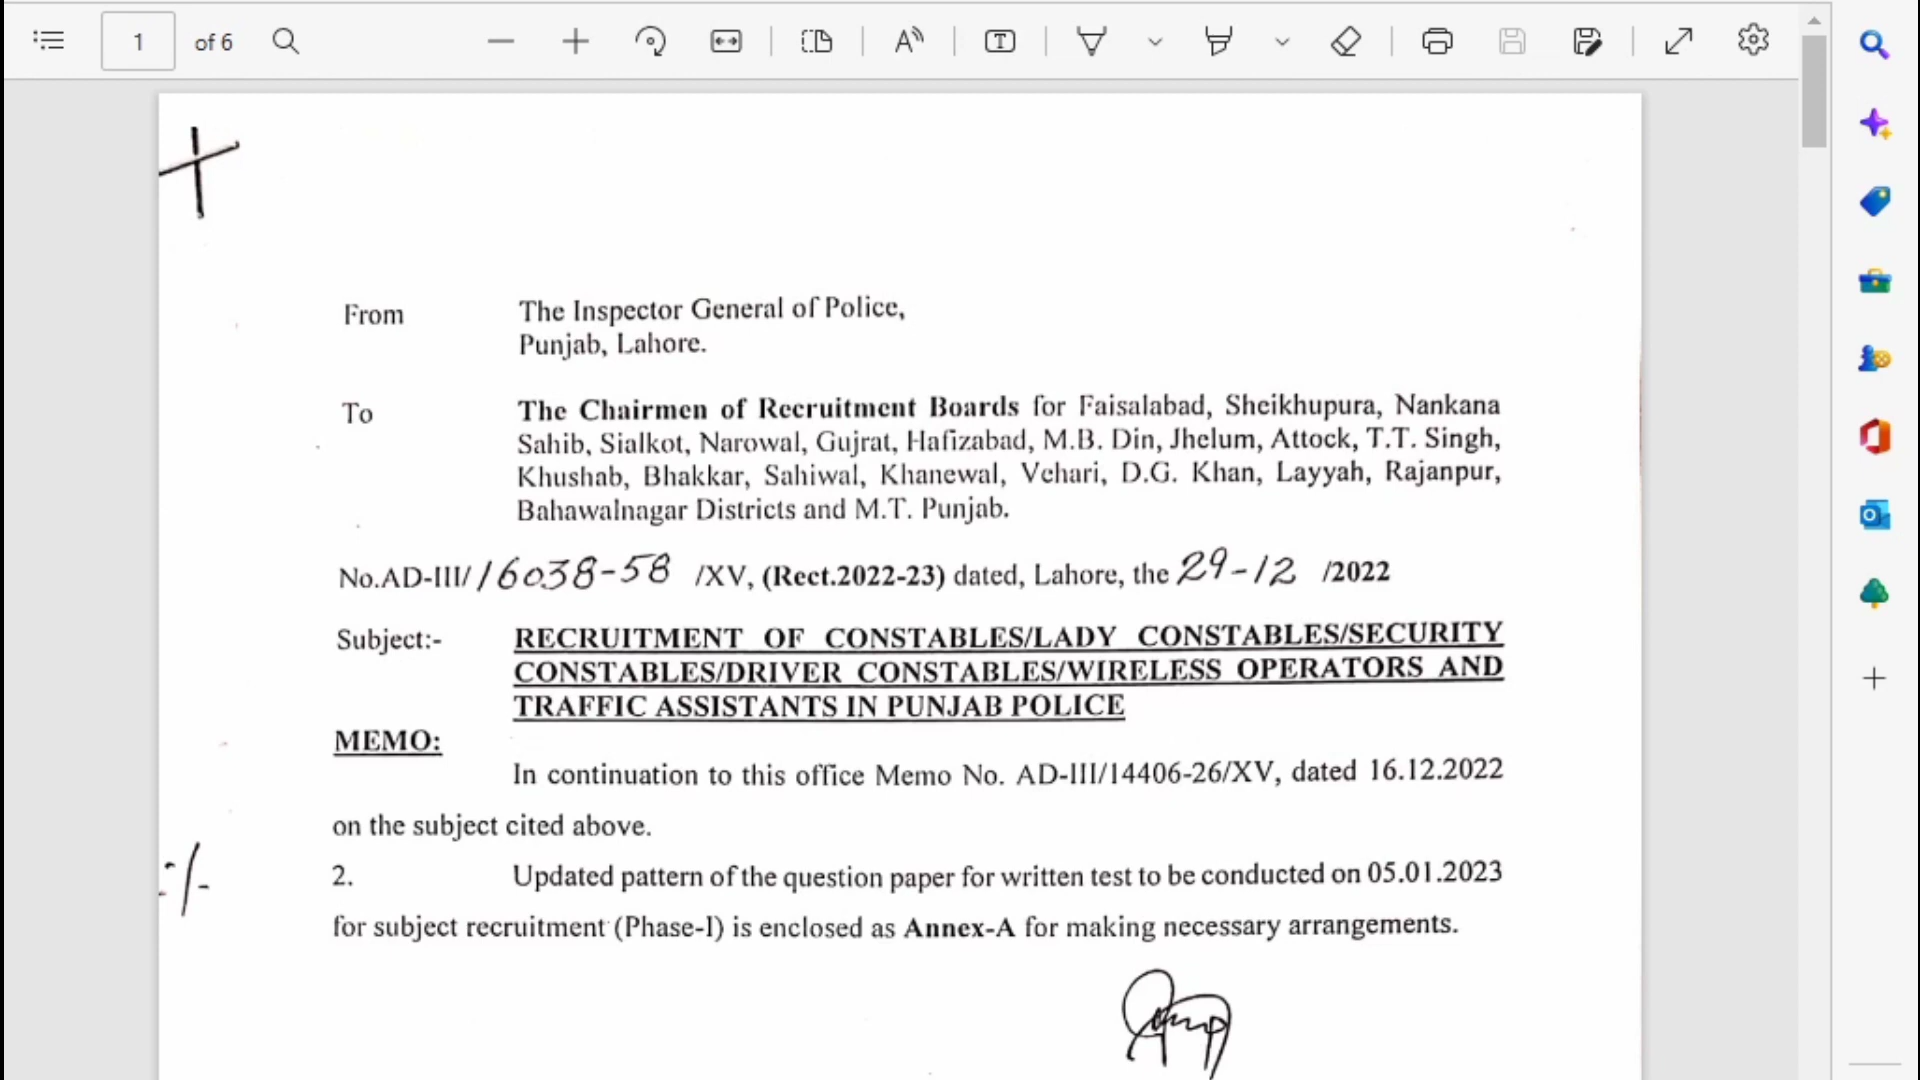 1 of 6
From The Inspector General of Police,
Punjab, Lahore.
To The Chairmen of Recruitment Boards for Faisalabad, Sheikhupura, Nankana
Sahib, Sialkot, Narowal, Gujrat, Hafizabad, M.B. Din, Jhelum, Attock, T.T. Singh,
Khushab, Bhakkar, Sahiwal, Khanewal, Vehari, D.G. Khan, Layyah, Rajanpur,
Bahawalnagar Districts and M.T. Punjab.
No.AD-III/16038-58 /XV, (Rect.2022-23) dated, Lahore, the 29-12 /2022
Subject:- RECRUITMENT OF CONSTABLES/LADY CONSTABLES/SECURITY
CONSTABLES/DRIVER CONSTABLES/WIRELESS OPERATORS AND
TRAFFIC ASSISTANTS IN PUNJAB POLICE
MEMO:
In continuation to this office Memo No. AD-III/14406-26/XV, dated 16.12.2022
on the subject cited above.
2. Updated pattern of the question paper for written test to be conducted on 05.01.2023
for subject recruitment (Phase-I) is enclosed as Annex-A for making necessary arrangements.